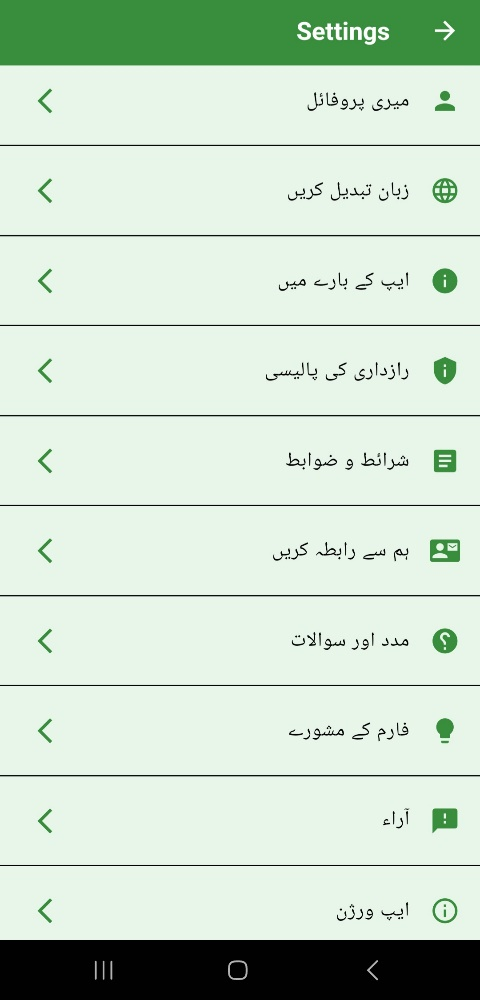 Settings
میری پروفائل
زبان تبدیل کریں
ایپ کے بارے میں
رازداری کی پالیسی
شرائط و ضوابط
ہم سے رابطہ کریں
مدد اور سوالات
فارم کے مشورے
آراء
ایپ ورژن